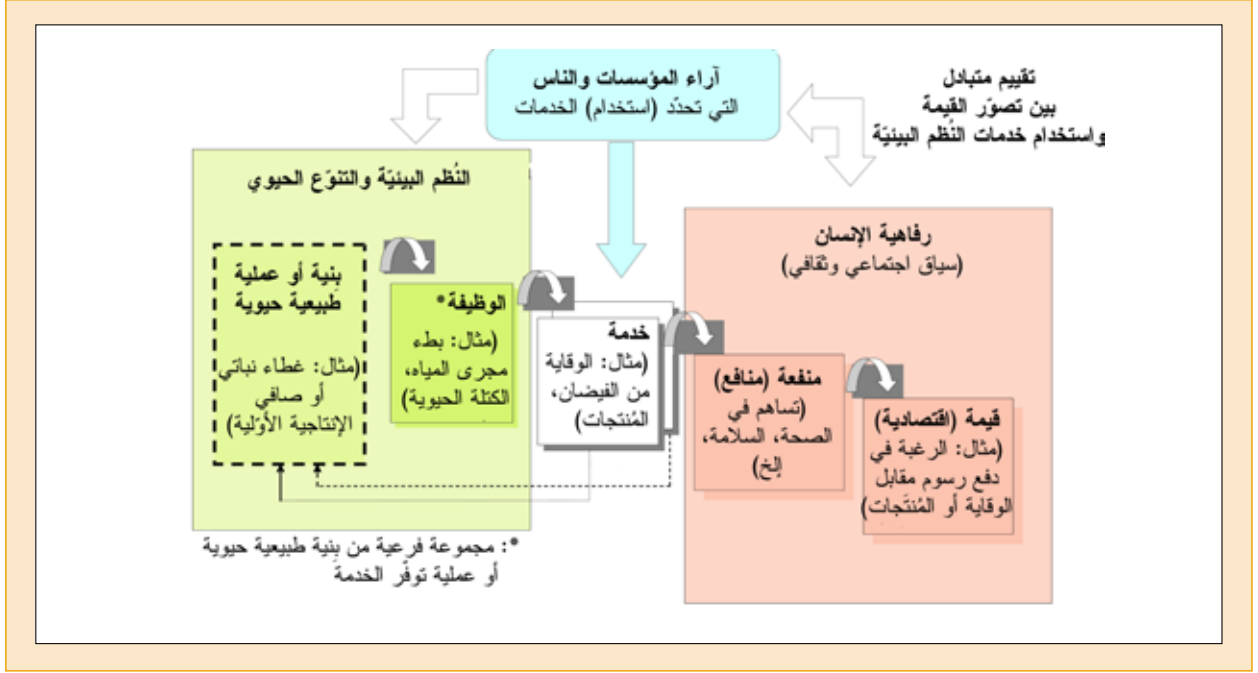 آراء المؤسسات والناس
التي تحدّد (استخدام) الخدمات
تقييم متبادل
بين تصوّر القيمة
واستخدام خدمات النُظم البيئيّة
النُظم البيئيّة والتنوّع الحيوي
بِنية أو عملية
طبيعية حيوية
(مثال: غطاء نباتي
أو صافي
الإنتاجية الأوّلية)
الوظيفة*
(مثال: بطء
مجرى المياه،
الكتلة الحيوية)
خدمة
(مثال: الوقاية
من الفيضان،
المُنتجات)
رفاهية الإنسان
(سياق اجتماعي وثقافي)
منفعة (منافع)
(تساهم في
الصحة، السلامة،
إلخ)
قيمة (اقتصادية)
(مثال: الرغبة في
دفع رسوم مقابل
الوقاية أو المُنتَجات)
*: مجموعة فرعية من بِنية طبيعية حيوية
أو عملية توفّر الخدمة